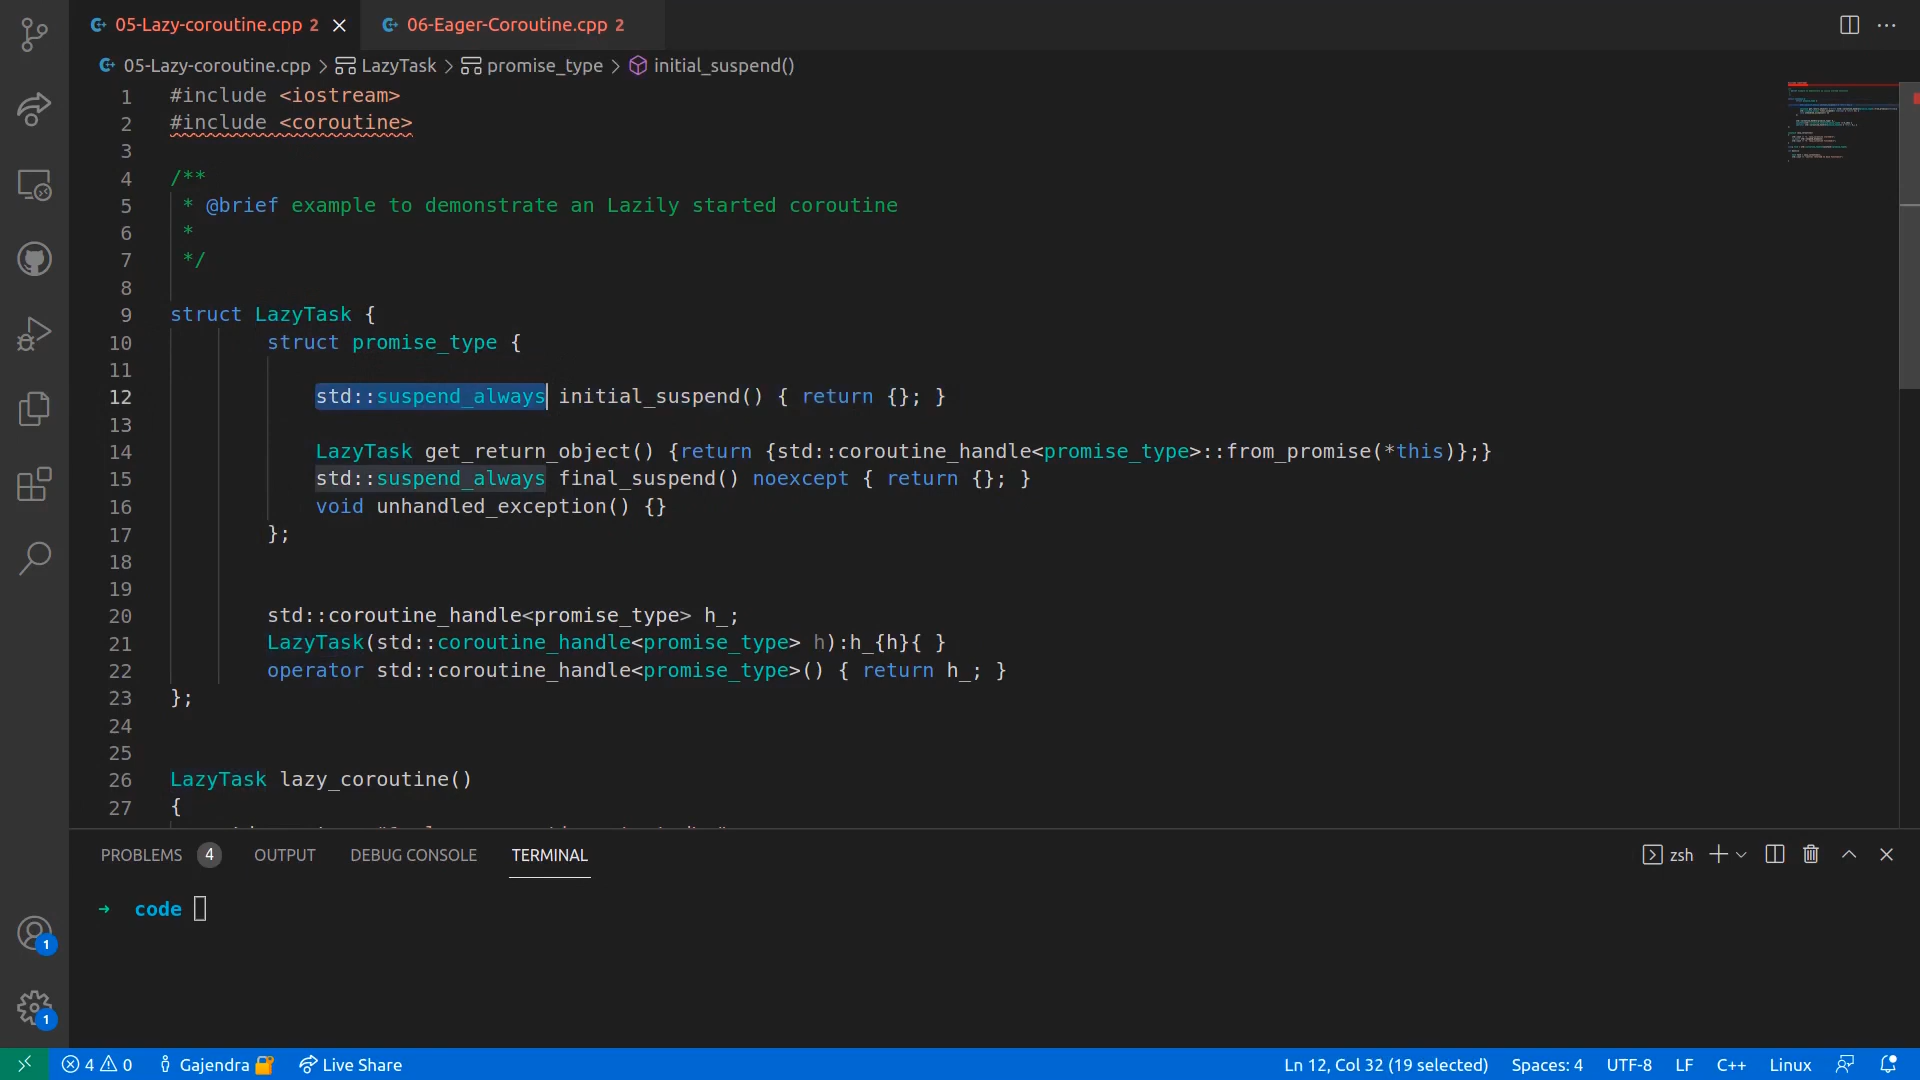 05-Lazy-coroutine.cpp 2
06-Eager-Coroutine.cpp 2
05-Lazy-coroutine.cpp > LazyTask > promise_type > initial_suspend()
1 #include <iostream>
2 #include <coroutine>
3
4 /**
5 * @brief example to demonstrate an Lazily started coroutine
6 *
7 */
8
9 struct LazyTask {
10 struct promise_type {
11
12 std::suspend_always initial_suspend() { return {}; }
13
14 LazyTask get_return_object() {return {std::coroutine_handle<promise_type>::from_promise(*this)};}
15 std::suspend_always final_suspend() noexcept { return {}; }
16 void unhandled_exception() {}
17 };
18
19
20 std::coroutine_handle<promise_type> h_;
21 LazyTask(std::coroutine_handle<promise_type> h):h_{h}{ }
22 operator std::coroutine_handle<promise_type>() { return h_; }
23 };
24
25
26 LazyTask lazy_coroutine()
27 {
PROBLEMS 4 OUTPUT DEBUG CONSOLE TERMINAL zsh
→ code
1
1
4 0 Gajendra Live Share Ln 12, Col 32 (19 selected) Spaces: 4 UTF-8 LF C++ Linux